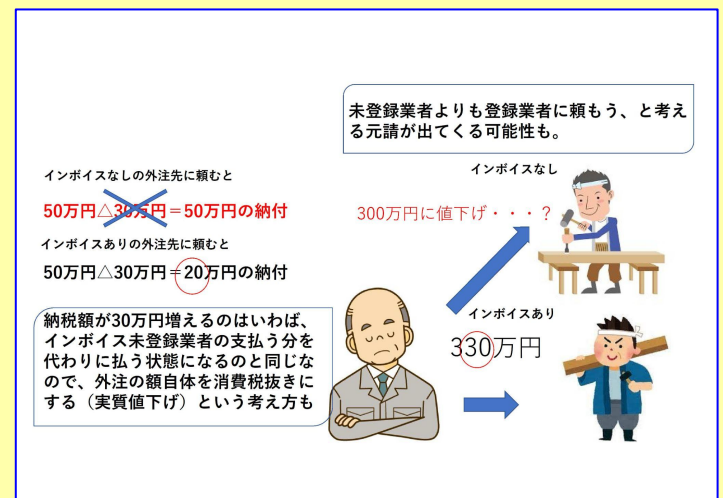 未登録業者よりも登録業者に頼もう、と考え
る元請が出てくる可能性も。
インボイスなしの外注先に頼むと
50万円△30万円＝50万円の納付
インボイスありの外注先に頼むと
50万円△30万円＝20万円の納付
納税額が30万円増えるのはいわば、
インボイス未登録業者の支払う分を
代わりに払う状態になるのと同じな
ので、外注の額自体を消費税抜きに
する（実質値下げ）という考え方も
インボイスなし
300万円に値下げ・・・？
インボイスあり
330万円